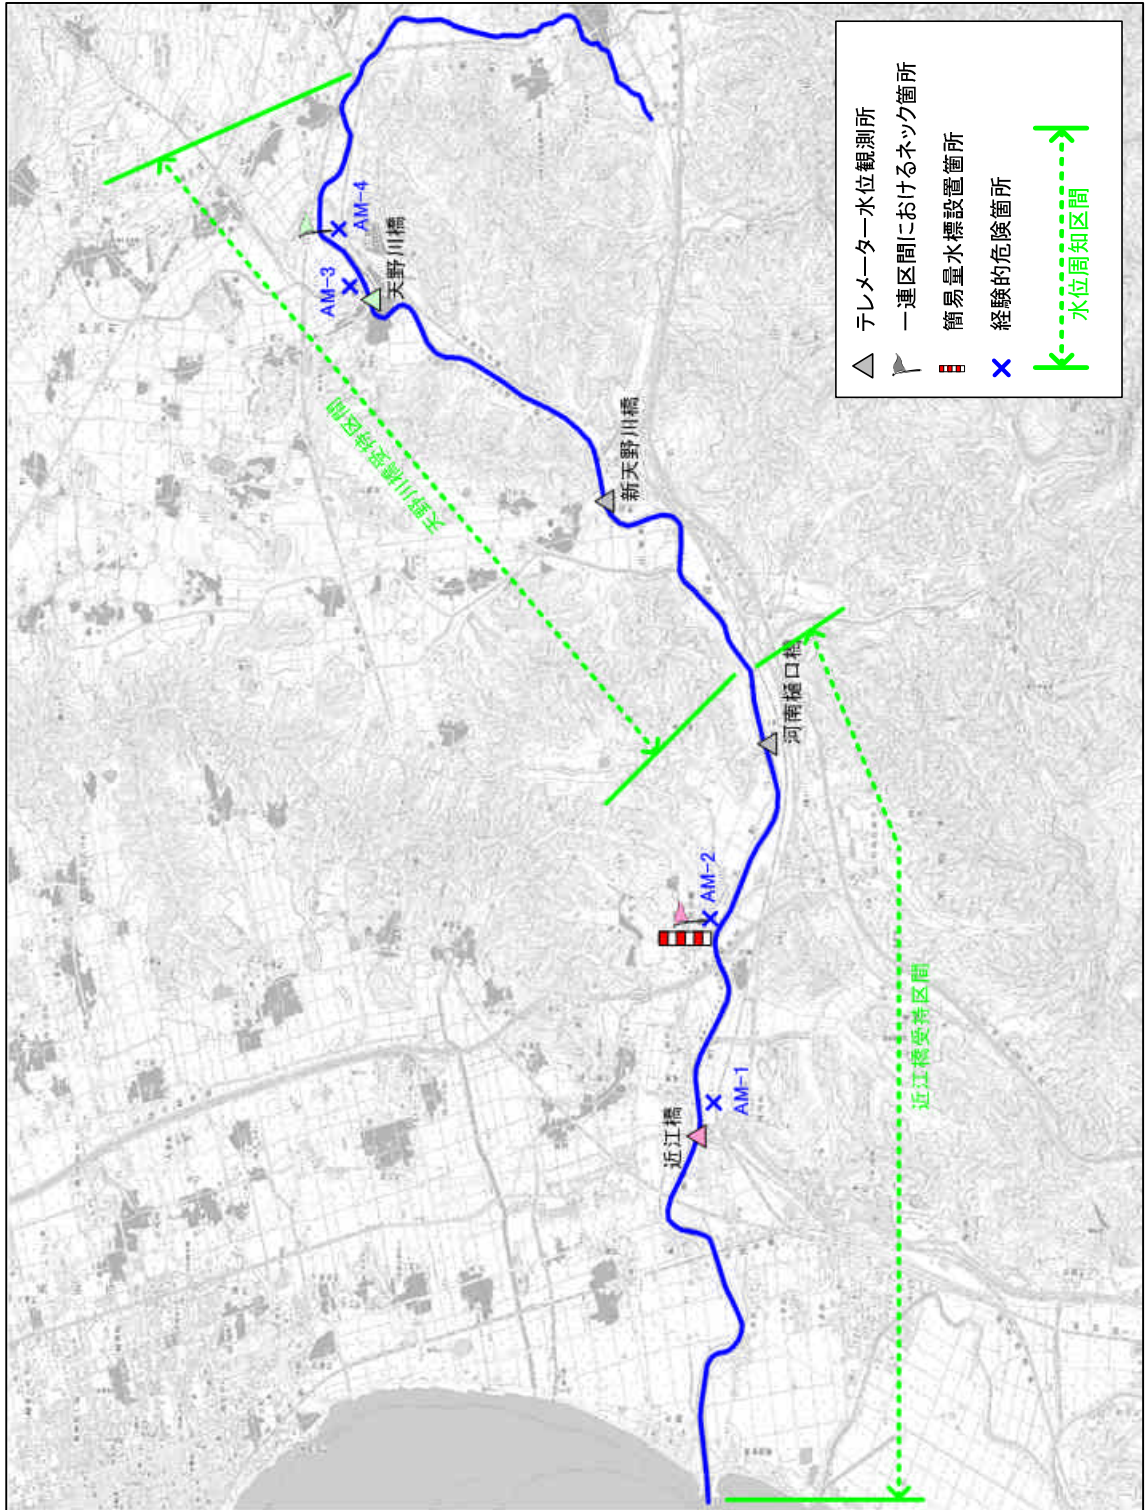 テレメーター水位観測所
一連区間におけるネック箇所
簡易量水標設置箇所
経験的危険箇所
水位周知区間
近江橋
AM-1
AM-2
河南樋口橋
新天野川橋
天野川橋
AM-3
AM-4
天野川橋受持区間
近江橋受持区間